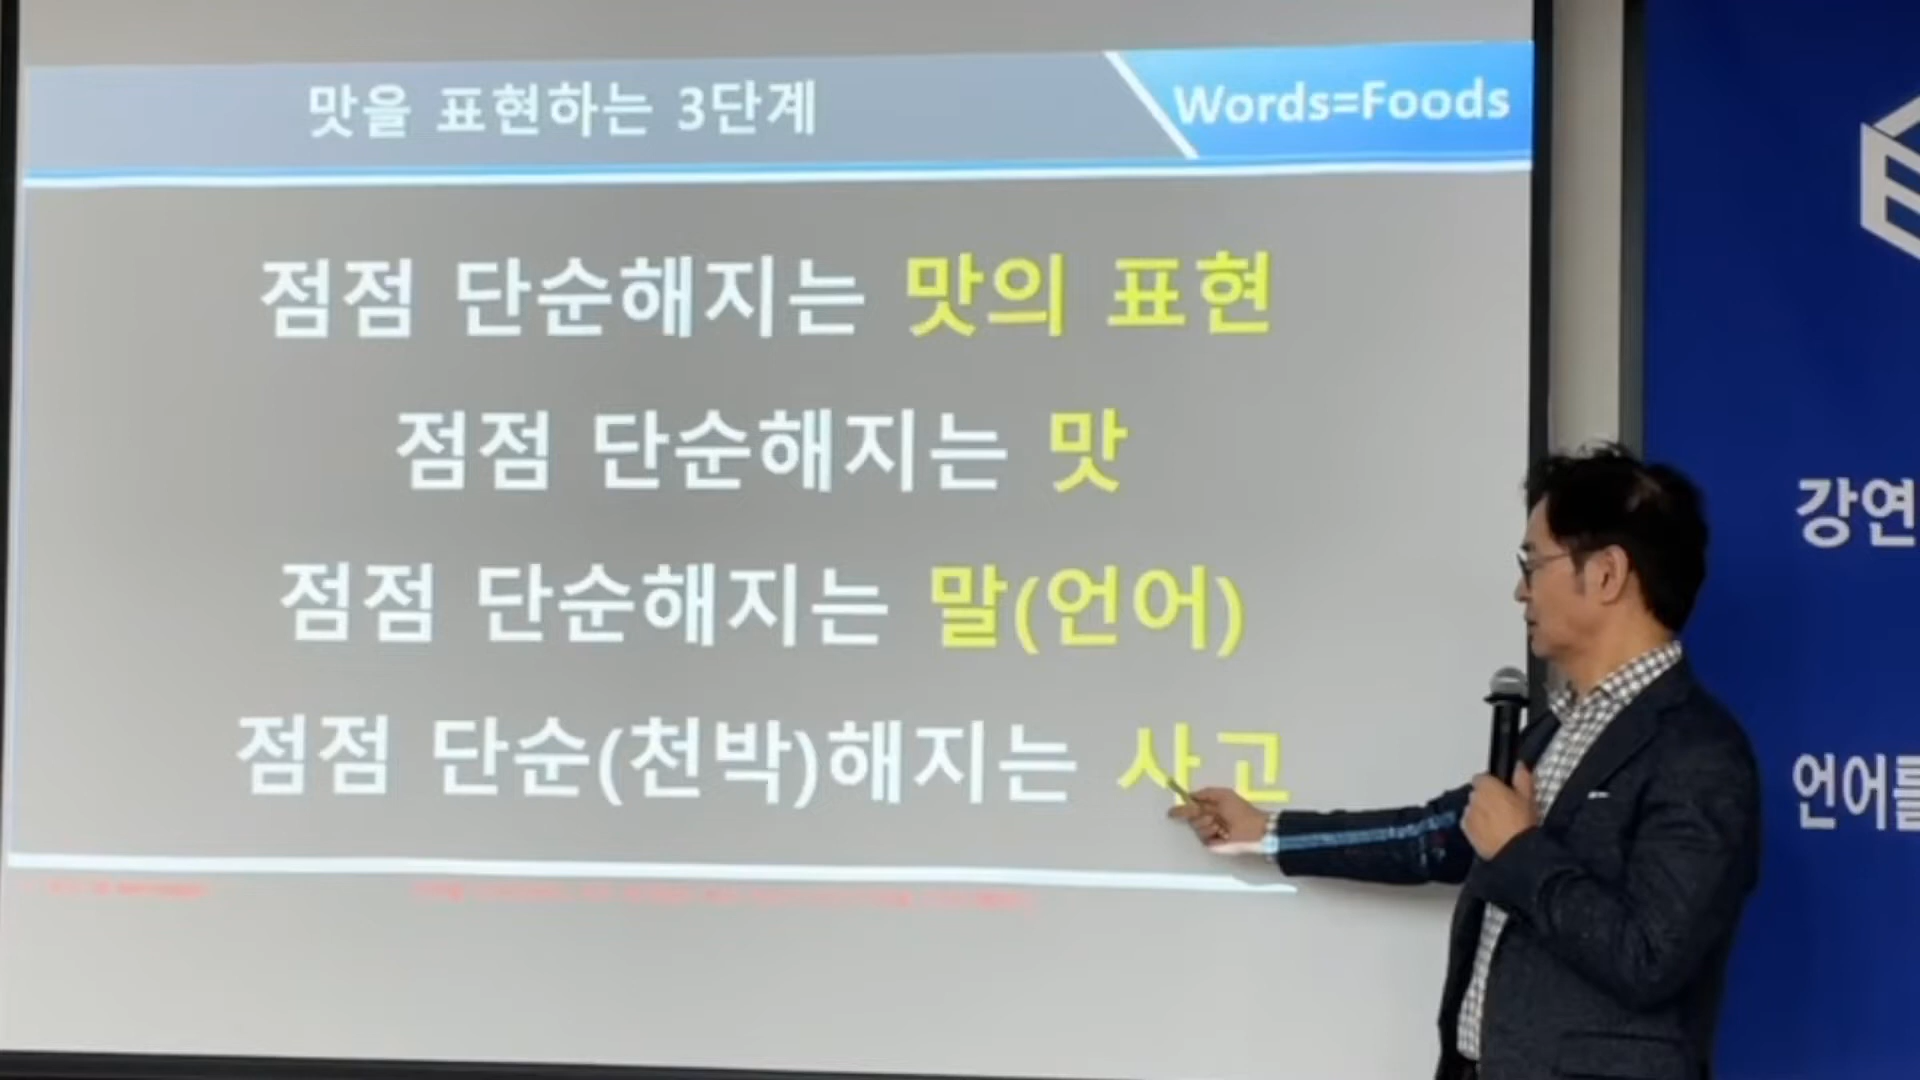 맛을 표현하는 3단계
Words=Foods
점점 단순해지는 맛의 표현
점점 단순해지는 맛
점점 단순해지는 말(언어)
점점 단순(천박)해지는 사고
강연
언어를